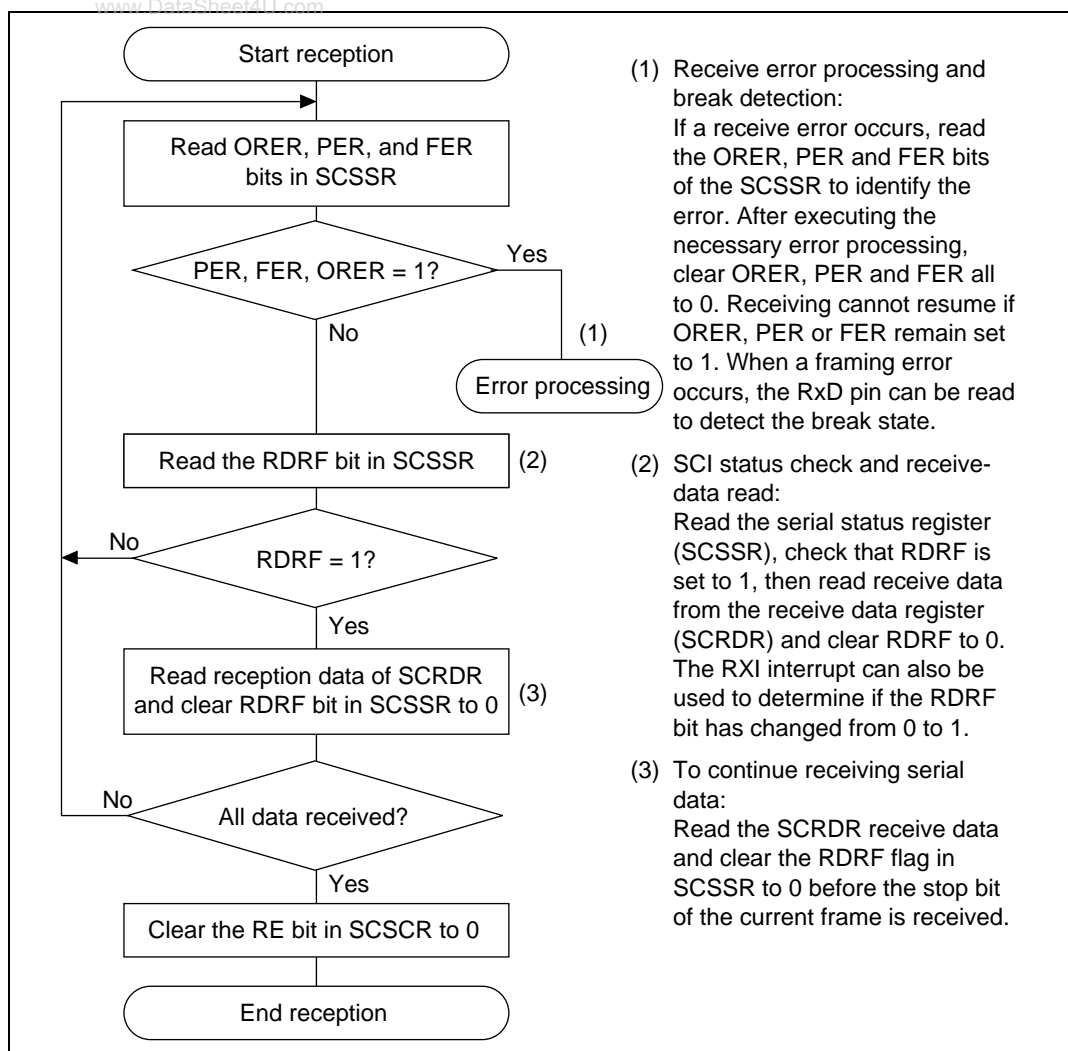 www.DataSheet4U.com
Start reception
Read ORER, PER, and FER
bits in SCSSR
PER, FER, ORER = 1?
Yes
No
(1)
Error processing
Read the RDRF bit in SCSSR
(2)
No
RDRF = 1?
Yes
Read reception data of SCRDR
and clear RDRF bit in SCSSR to 0
(3)
No
All data received?
Yes
Clear the RE bit in SCSCR to 0
End reception
(1) Receive error processing and
break detection:
If a receive error occurs, read
the ORER, PER and FER bits
of the SCSSR to identify the
error. After executing the
necessary error processing,
clear ORER, PER and FER all
to 0. Receiving cannot resume if
ORER, PER or FER remain set
to 1. When a framing error
occurs, the RxD pin can be read
to detect the break state.
(2) SCI status check and receive-
data read:
Read the serial status register
(SCSSR), check that RDRF is
set to 1, then read receive data
from the receive data register
(SCRDR) and clear RDRF to 0.
The RXI interrupt can also be
used to determine if the RDRF
bit has changed from 0 to 1.
(3) To continue receiving serial
data:
Read the SCRDR receive data
and clear the RDRF flag in
SCSSR to 0 before the stop bit
of the current frame is received.